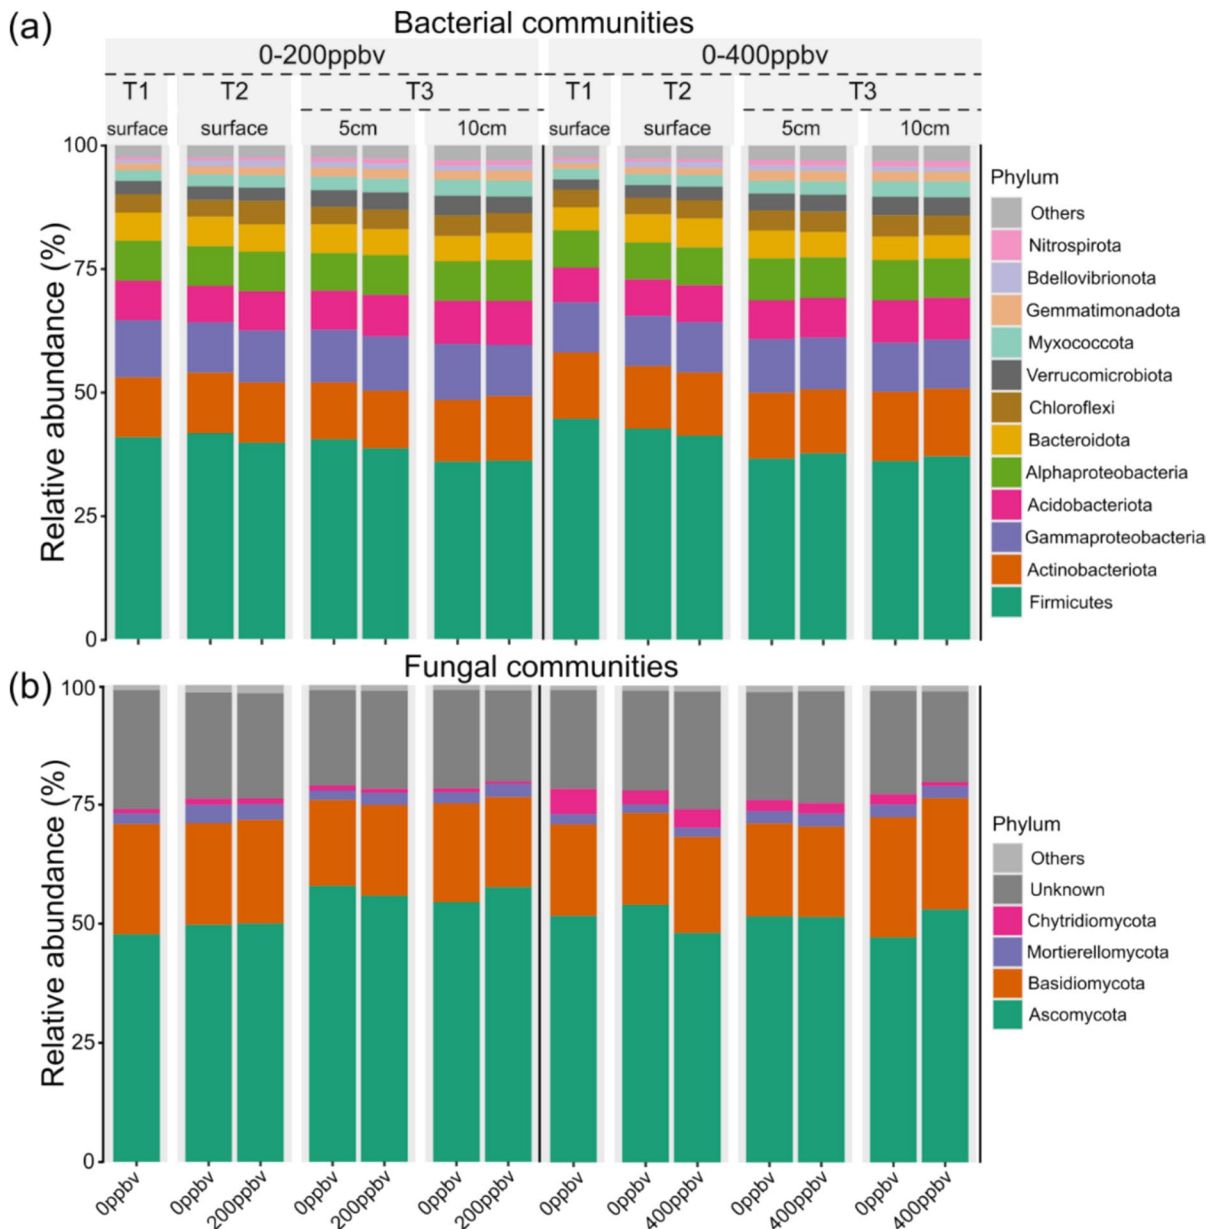 (a)
Bacterial communities
0-200ppbv 0-400ppbv
T1 T2 T3 T1 T2 T3
surface surface 5cm 10cm surface surface 5cm 10cm
Relative abundance (%)
100
75
50
25
0
Phylum
Others
Nitrospirota
Bdellovibrionota
Gemmatimonadota
Myxococcota
Verrucomicrobiota
Chloroflexi
Bacteroidota
Alphaproteobacteria
Acidobacteriota
Gammaproteobacteria
Actinobacteriota
Firmicutes
(b)
Fungal communities
Relative abundance (%)
100
75
50
25
0
Phylum
Others
Unknown
Chytridiomycota
Mortierellomycota
Basidiomycota
Ascomycota
0ppbv 0ppbv 200ppbv 0ppbv 200ppbv 0ppbv 200ppbv 0ppbv 0ppbv 400ppbv 0ppbv 400ppbv 0ppbv 400ppbv